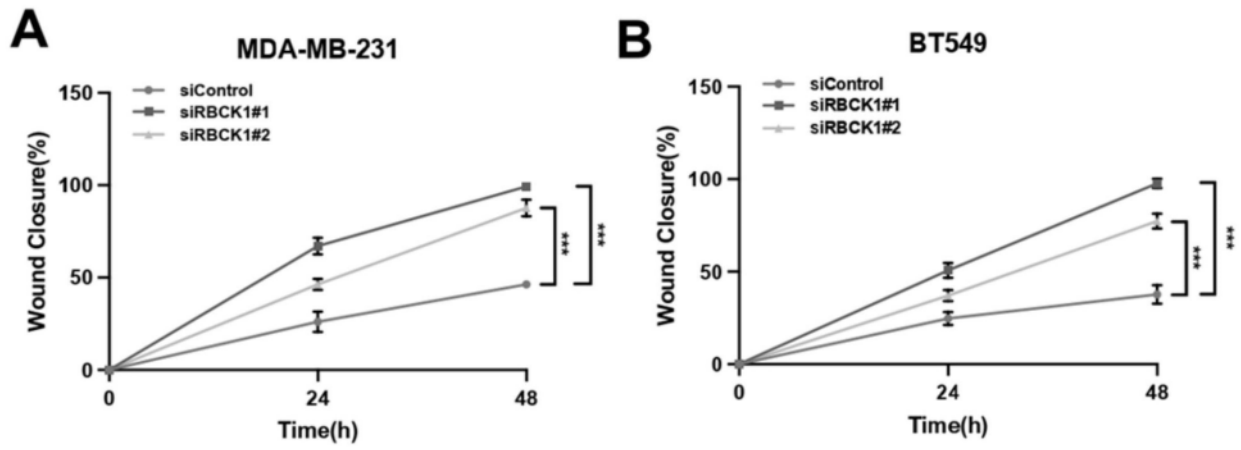 A
MDA-MB-231
siControl
siRBCK1#1
siRBCK1#2
150
100
50
0
Wound Closure(%)
0
24
48
Time(h)
***
***
B
BT549
siControl
siRBCK1#1
siRBCK1#2
150
100
50
0
Wound Closure(%)
0
24
48
Time(h)
***
***